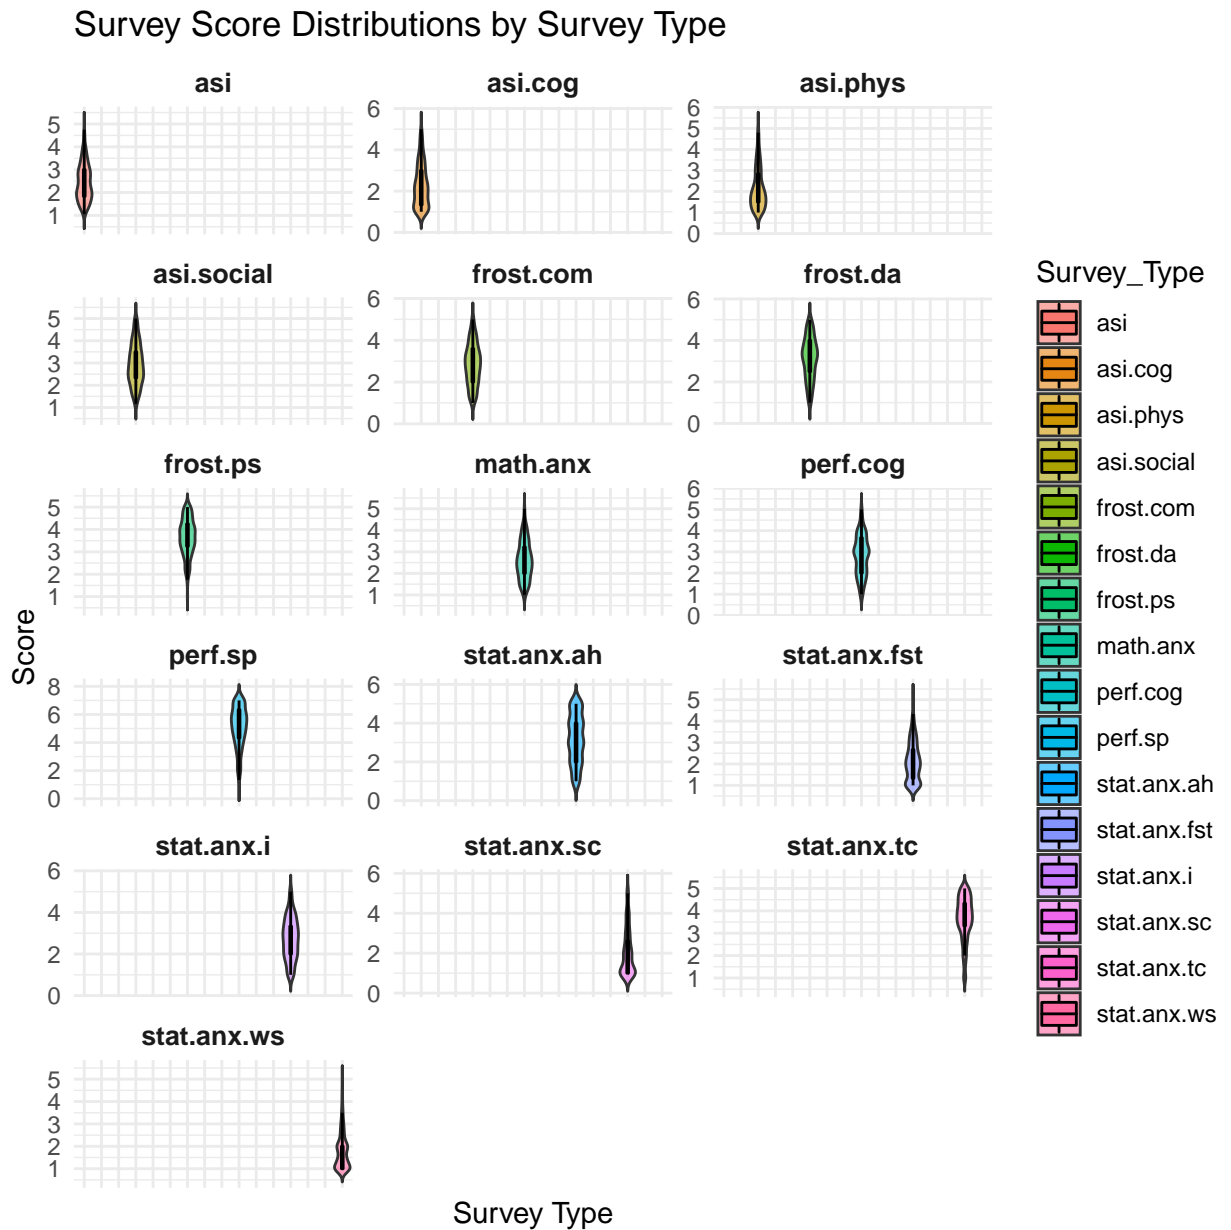 Survey Score Distributions by Survey Type
asi
asi.cog
asi.phys
5
4
3
2
1
6
4
2
0
6
5
4
3
2
1
0
asi.social
frost.com
frost.da
5
4
3
2
1
6
4
2
0
6
4
2
0
frost.ps
math.anx
perf.cog
5
4
3
2
1
5
4
3
2
1
6
5
4
3
2
1
0
perf.sp
stat.anx.ah
stat.anx.fst
8
6
4
2
0
6
4
2
0
5
4
3
2
1
stat.anx.i
stat.anx.sc
stat.anx.tc
6
4
2
0
6
4
2
0
5
4
3
2
1
stat.anx.ws
5
4
3
2
1
Score
Survey Type
Survey_Type
asi
asi.cog
asi.phys
asi.social
frost.com
frost.da
frost.ps
math.anx
perf.cog
perf.sp
stat.anx.ah
stat.anx.fst
stat.anx.i
stat.anx.sc
stat.anx.tc
stat.anx.ws